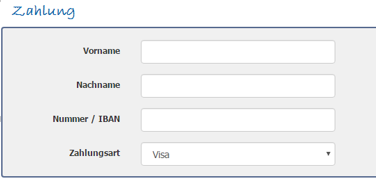 Zahlung
Vorname
Nachname
Nummer / IBAN
Zahlungsart Visa